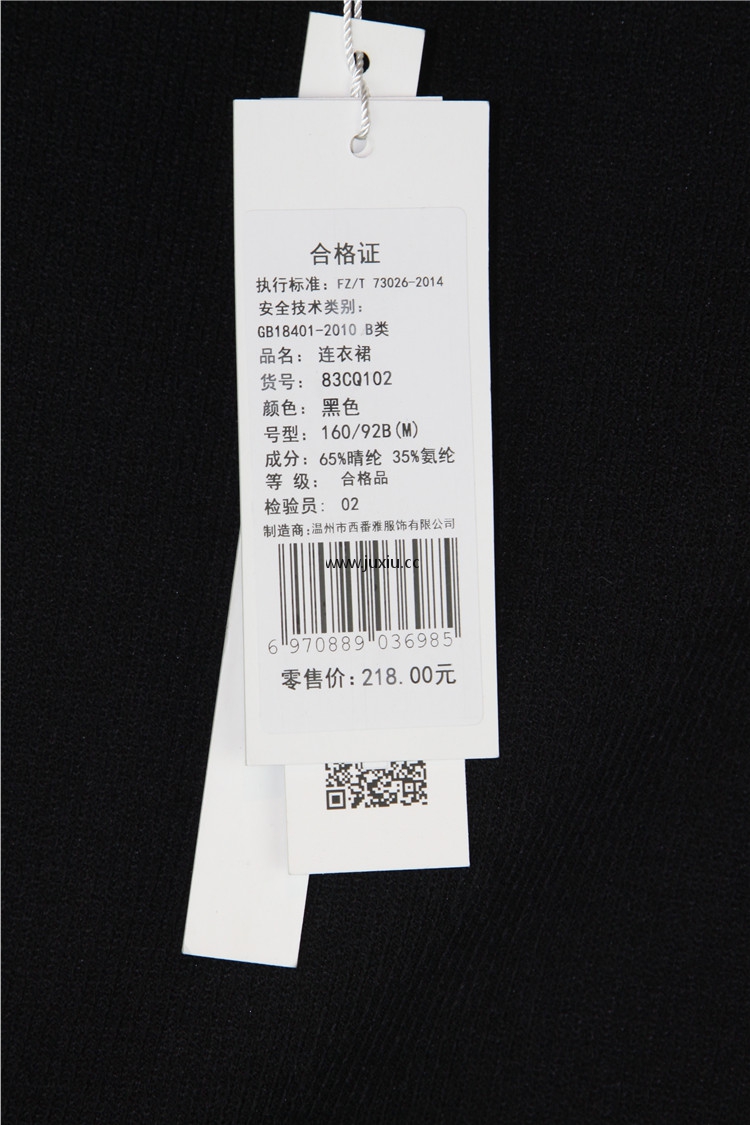 合格证
执行标准：FZ/T 73026-2014
安全技术类别：
GB18401-2010 B类
品名：连衣裙
货号：83CQ102
颜色：黑色
号型：160/92B(M)
成分：65%晴纶 35%氨纶
等 级：合格品
检验员：02
制造商：温州市西番雅服饰有限公司
www.juxiu.cc
6 970889 036985
零售价：218.00元